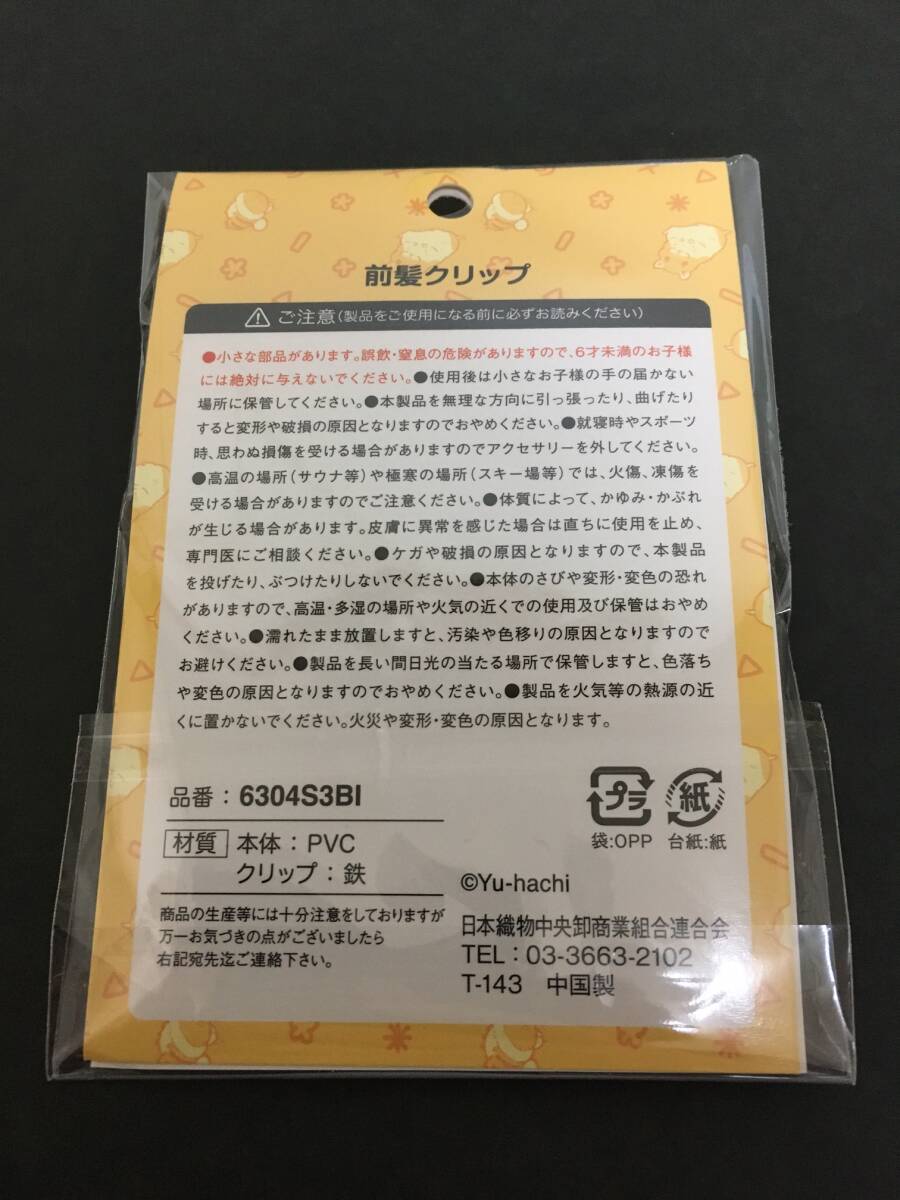 前髪クリップ
⚠ ご注意(製品をご使用になる前に必ずお読みください)
●小さな部品があります。誤飲・窒息の危険がありますので、6才未満のお子様
には絶対に与えないでください。●使用後は小さなお子様の手の届かない
場所に保管してください。●本製品を無理な方向に引っ張ったり、曲げたり
すると変形や破損の原因となりますのでおやめください。●就寝時やスポーツ
時、思わぬ損傷を受ける場合がありますのでアクセサリーを外してください。
●高温の場所(サウナ等)や極寒の場所(スキー場等)では、火傷、凍傷を
受ける場合がありますのでご注意ください。●体質によって、かゆみ・かぶれ
が生じる場合があります。皮膚に異常を感じた場合は直ちに使用を止め、
専門医にご相談ください。●ケガや破損の原因となりますので、本製品
を投げたり、ぶつけたりしないでください。●本体のさびや変形・変色の恐れ
がありますので、高温・多湿の場所や火気の近くでの使用及び保管はおやめ
ください。●濡れたまま放置しますと、汚染や色移りの原因となりますので
お避けください。●製品を長い間日光の当たる場所で保管しますと、色落ち
や変色の原因となりますのでおやめください。●製品を火気等の熱源の近
くに置かないでください。火災や変形・変色の原因となります。
品番：6304S3BI
材質 本体：PVC
クリップ：鉄
商品の生産等には十分注意をしておりますが
万一お気づきの点がございましたら
右記宛先迄ご連絡下さい。
プラ 紙
袋:OPP 台紙:紙
©Yu-hachi
日本織物中央卸商業組合連合会
TEL：03-3663-2102
T-143 中国製